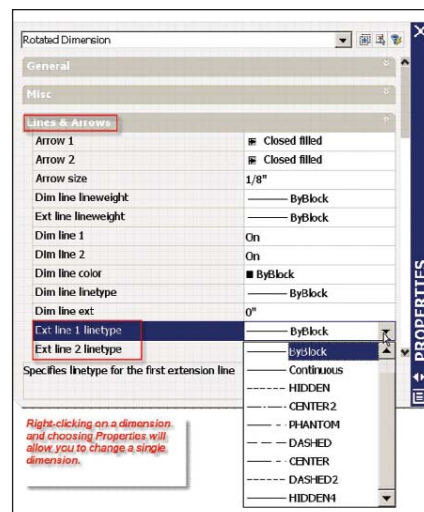 Rotated Dimension
General
Misc
Lines & Arrows
Arrow 1 Closed filled
Arrow 2 Closed filled
Arrow size 1/8"
Dim line lineweight ByBlock
Ext line lineweight ByBlock
Dim line 1 On
Dim line 2 On
Dim line color ByBlock
Dim line linetype ByBlock
Dim line ext 0"
Ext line 1 linetype ByBlock
Ext line 2 linetype
Specifies linetype for the first extension line
ByBlock
Continuous
HIDDEN
CENTER2
PHANTOM
DASHED
CENTER
DASHED2
HIDDEN4
Right-clicking on a dimension
and choosing Properties will
allow you to change a single
dimension.
PROPERTIES